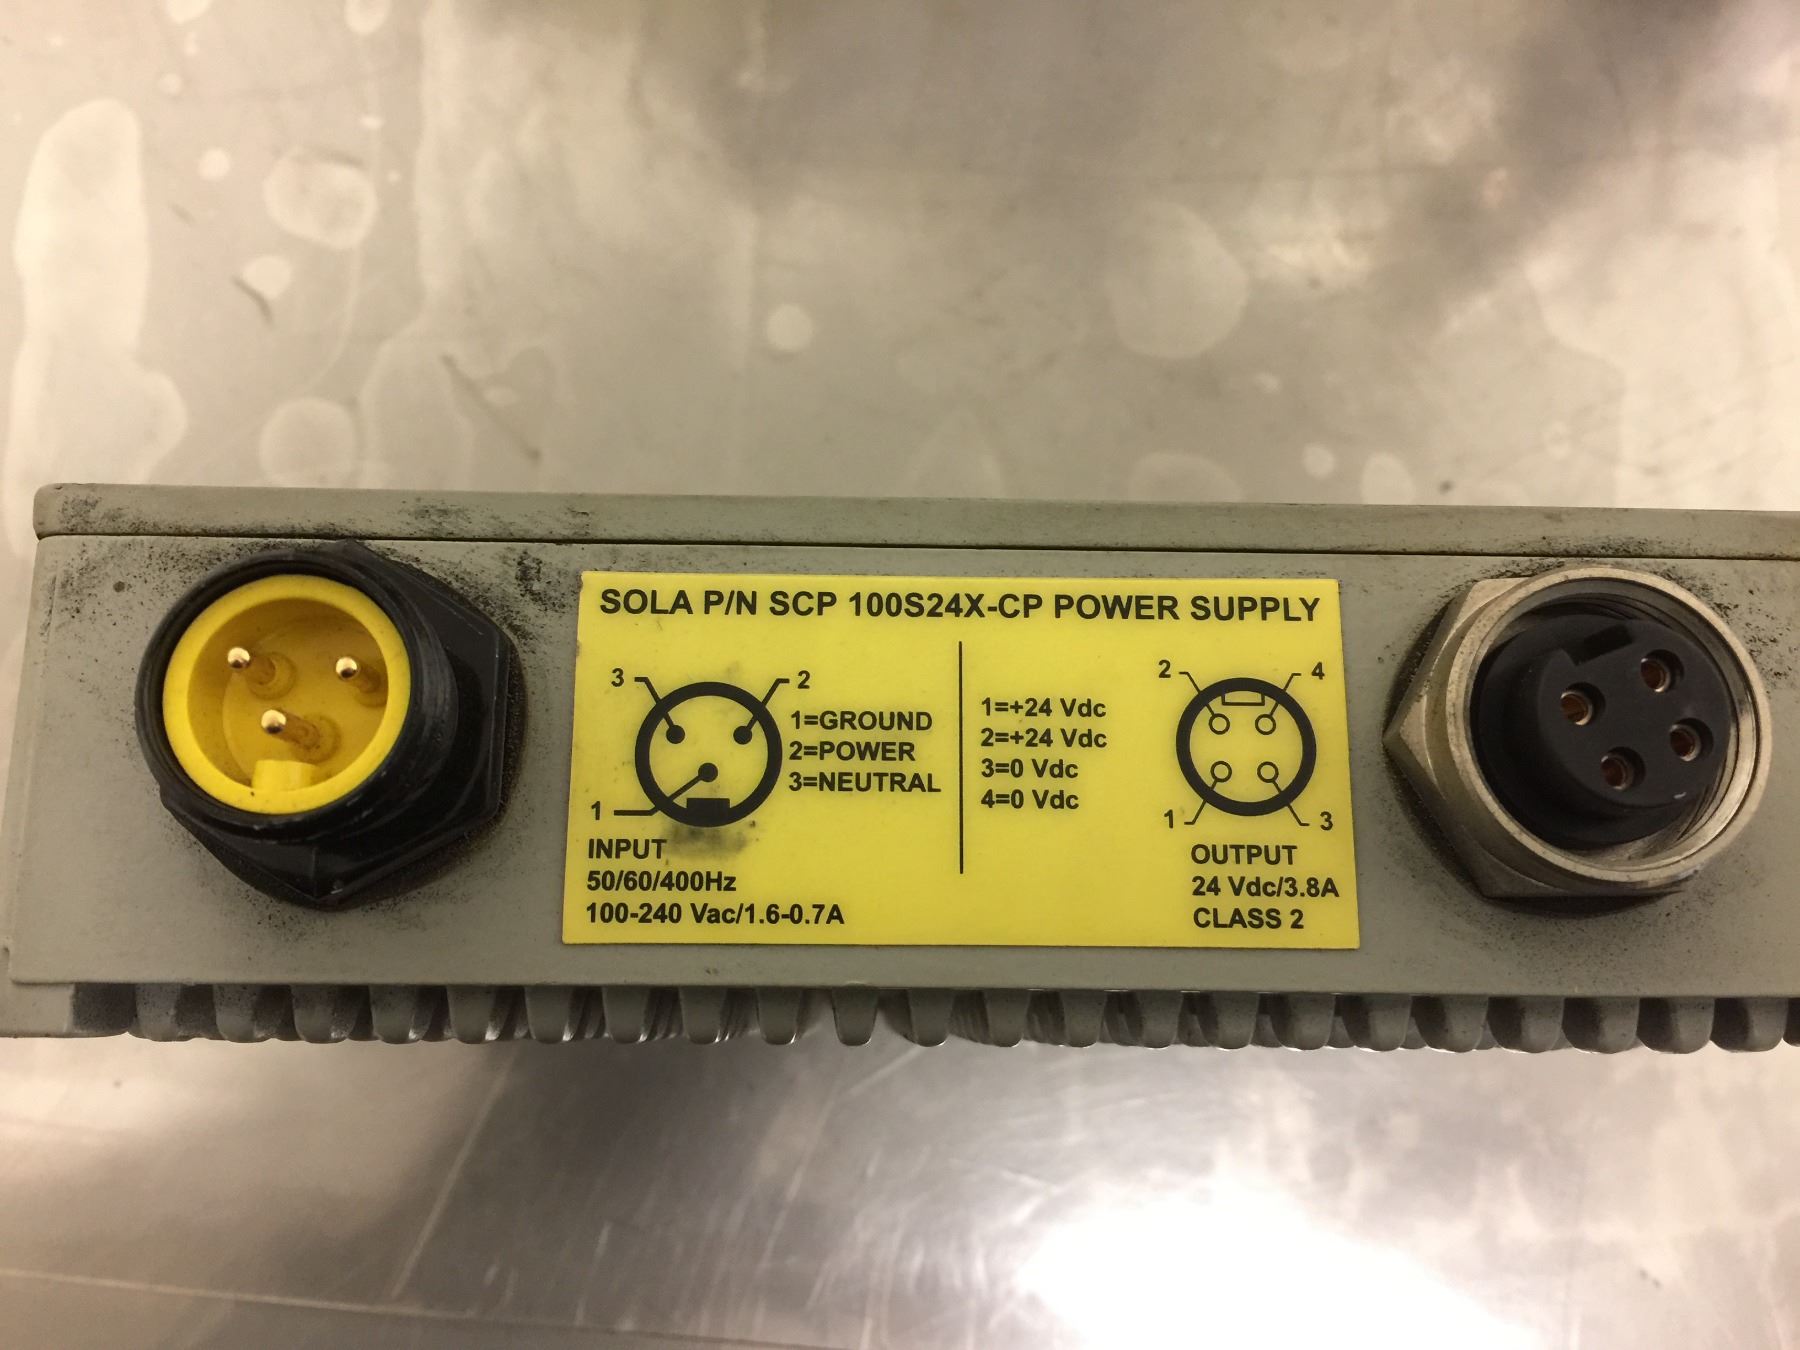 SOLA P/N SCP 100S24X-CP POWER SUPPLY
3 2
1=GROUND
2=POWER
3=NEUTRAL
1
INPUT
50/60/400Hz
100-240 Vac/1.6-0.7A
1=+24 Vdc
2=+24 Vdc
3=0 Vdc
4=0 Vdc
2 4
1 3
OUTPUT
24 Vdc/3.8A
CLASS 2